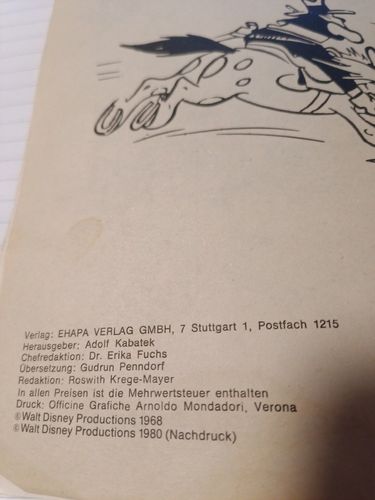 Verlag: EHAPA VERLAG GMBH, 7 Stuttgart 1, Postfach 1215
Herausgeber: Adolf Kabatek
Chefredaktion: Dr. Erika Fuchs
Übersetzung: Gudrun Penndorf
Redaktion: Roswith Krege-Mayer
In allen Preisen ist die Mehrwertsteuer enthalten
Druck: Officine Grafiche Arnoldo Mondadori, Verona
©Walt Disney Productions 1968
©Walt Disney Productions 1980 (Nachdruck)